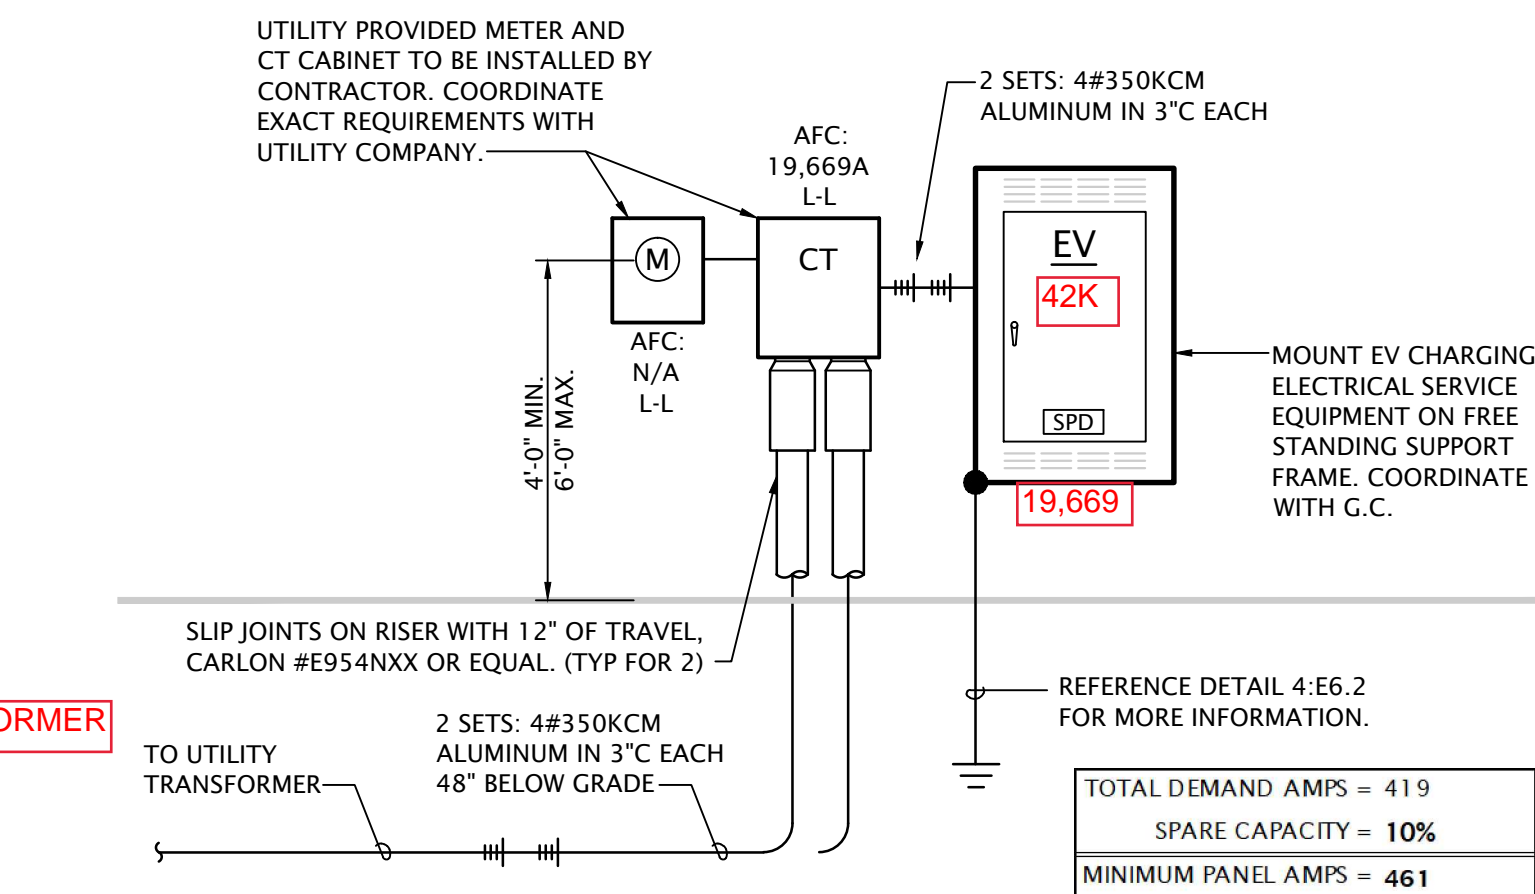 UTILITY PROVIDED METER AND
CT CABINET TO BE INSTALLED BY
CONTRACTOR. COORDINATE
EXACT REQUIREMENTS WITH
UTILITY COMPANY.
2 SETS: 4#350KCM
ALUMINUM IN 3"C EACH
AFC:
19,669A
L-L
M
CT
EV
42K
SPD
19,669
AFC:
N/A
L-L
4'-0" MIN.
6'-0" MAX.
MOUNT EV CHARGING
ELECTRICAL SERVICE
EQUIPMENT ON FREE
STANDING SUPPORT
FRAME. COORDINATE
WITH G.C.
SLIP JOINTS ON RISER WITH 12" OF TRAVEL,
CARLON #E954NXX OR EQUAL. (TYP FOR 2)
REFERENCE DETAIL 4:E6.2
FOR MORE INFORMATION.
ORMER
TO UTILITY
TRANSFORMER
2 SETS: 4#350KCM
ALUMINUM IN 3"C EACH
48" BELOW GRADE
TOTAL DEMAND AMPS = 419
SPARE CAPACITY = 10%
MINIMUM PANEL AMPS = 461